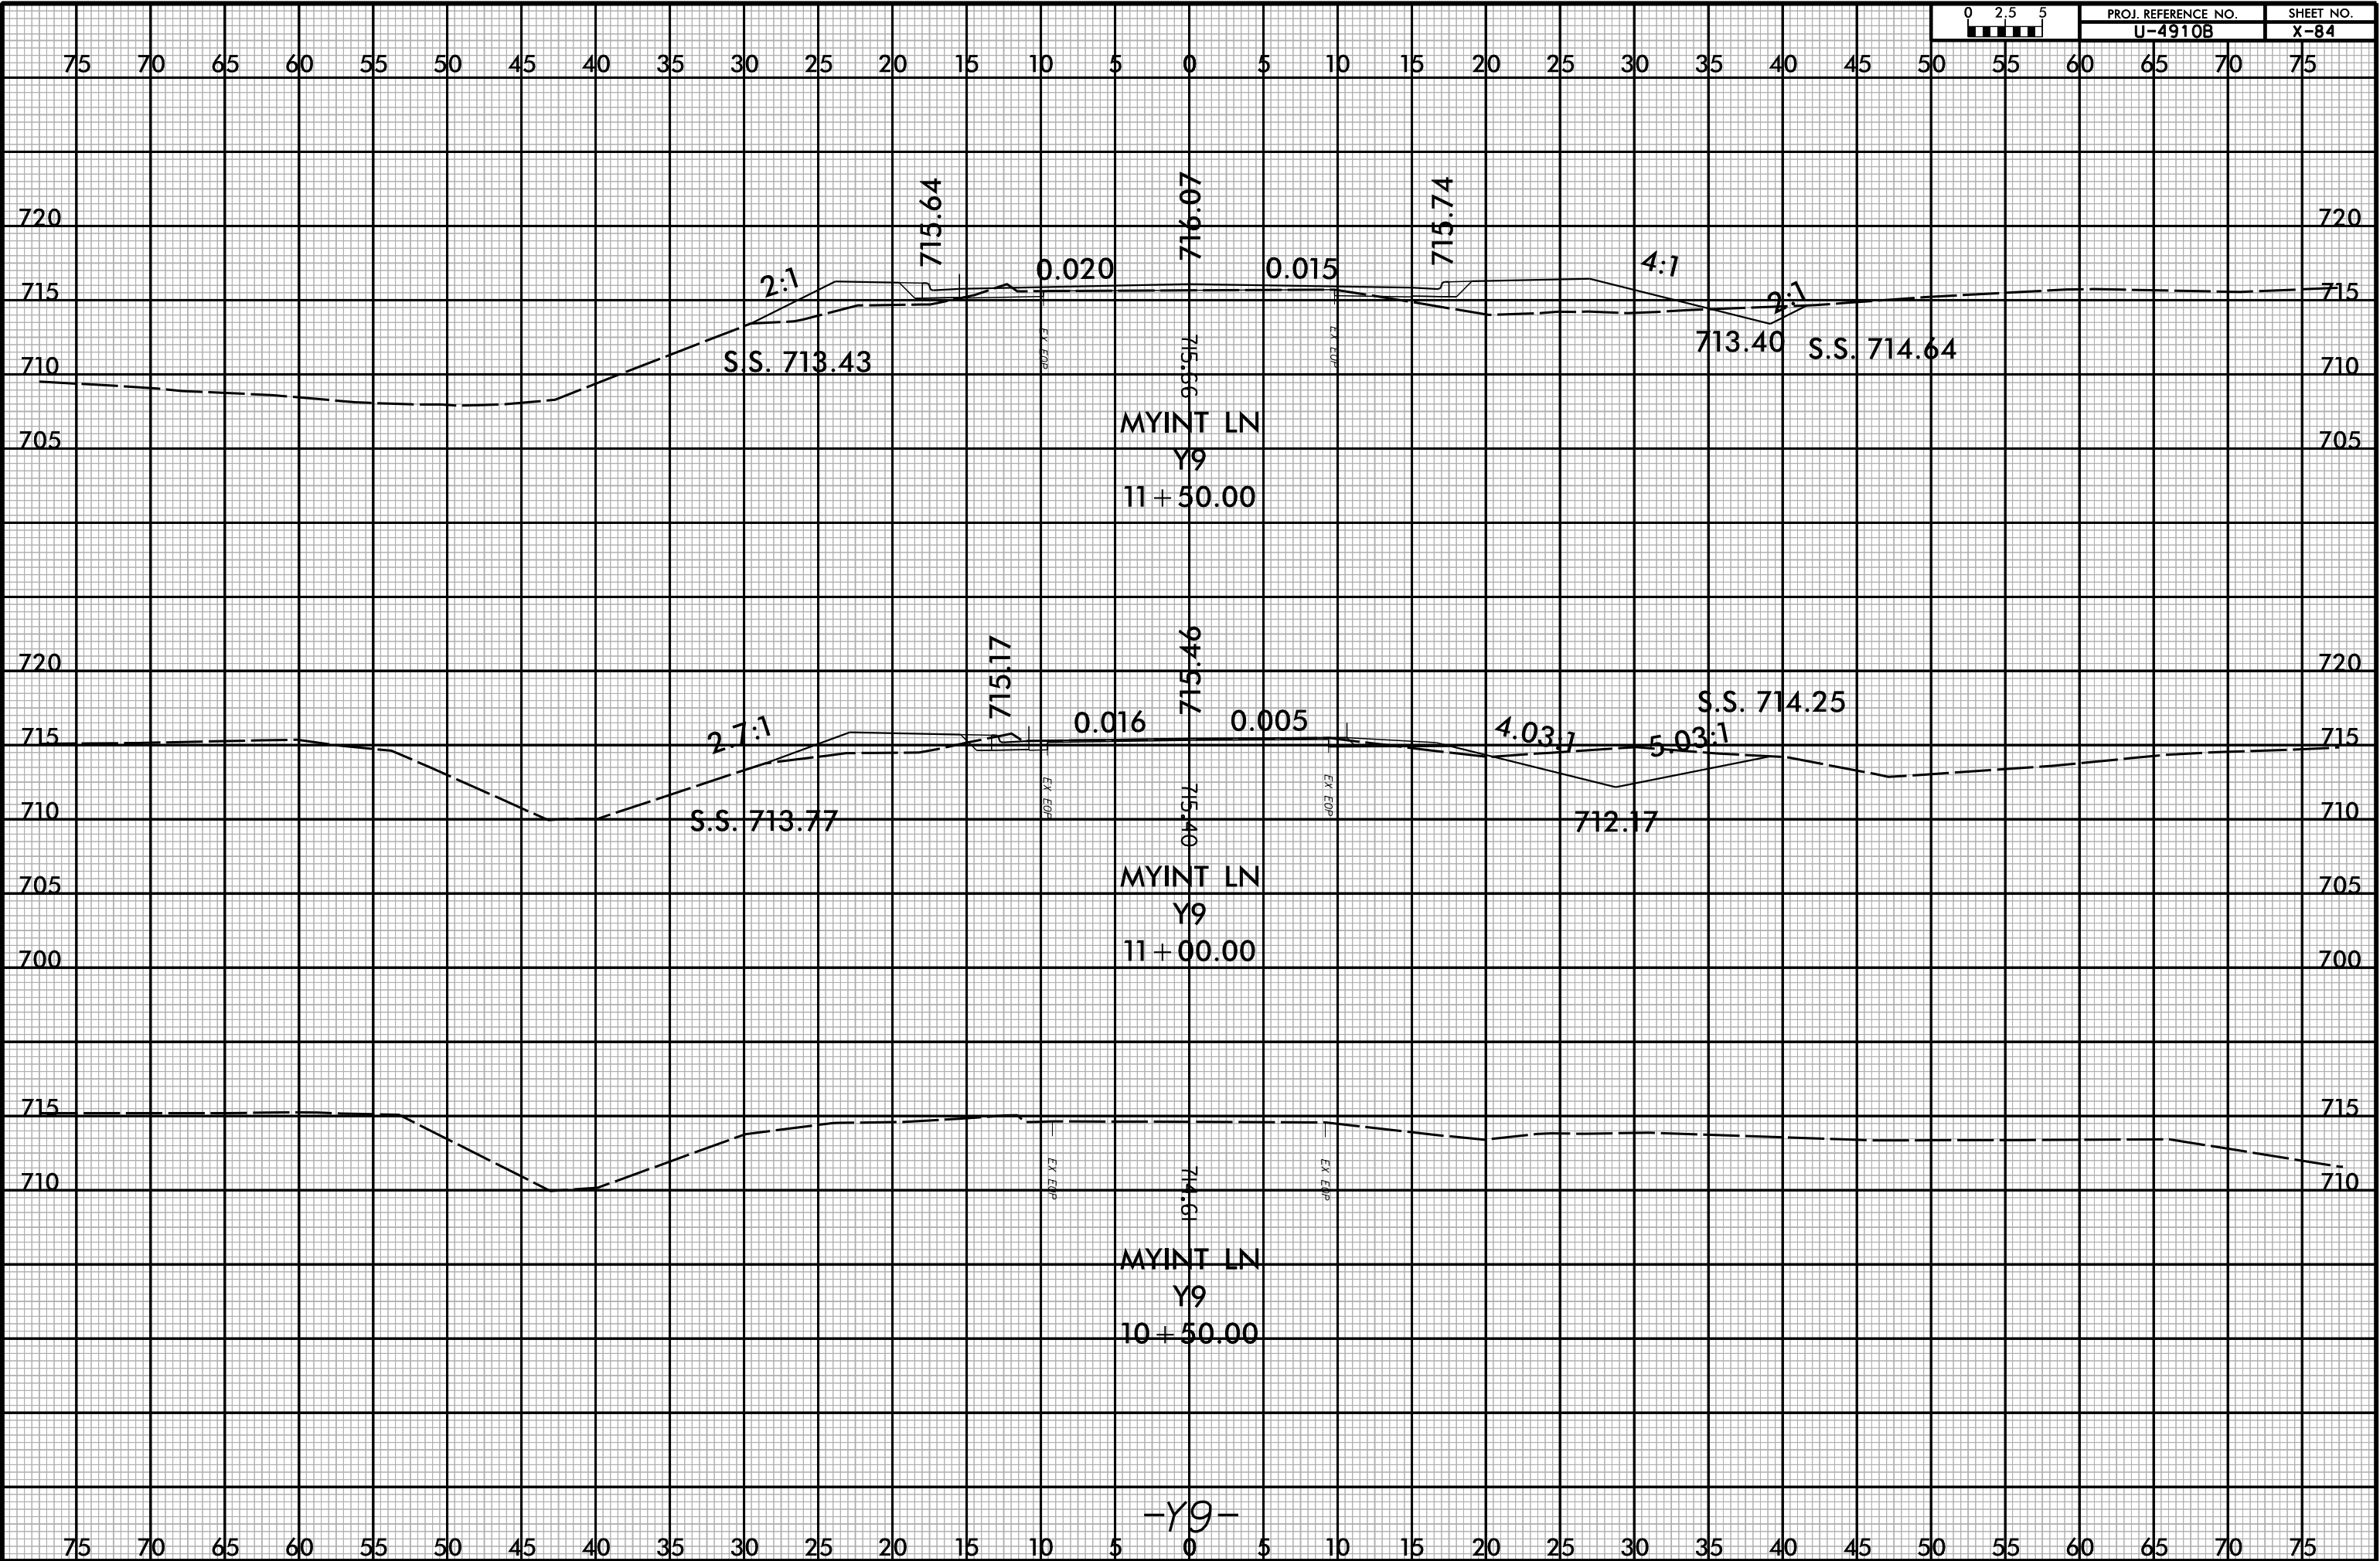 0 2.5 5
PROJ. REFERENCE NO. SHEET NO.
U-4910B X-84
75 70 65 60 55 50 45 40 35 30 25 20 15 10 5 0 5 10 15 20 25 30 35 40 45 50 55 60 65 70 75
715.64 716.07 715.74
720 720
2:1 0.020 0.015 4:1
715 2:1 715
713.40 S.S. 714.64
S.S. 713.43
EX EOP 715.66 EX EOP
710 710
MYINT LN
705 705
Y9
11+50.00
715.17 715.46
720 720
S.S. 714.25
2.7:1 0.016 0.005 4.03:1 5.03:1
715 715
EX EOP 715.40 EX EOP
710 710
S.S. 713.77 712.17
MYINT LN
705 705
Y9
11+00.00
700 700
715 715
EX EOP 714.61 EX EOP
710 710
MYINT LN
Y9
10+50.00
-Y9-
75 70 65 60 55 50 45 40 35 30 25 20 15 10 5 0 5 10 15 20 25 30 35 40 45 50 55 60 65 70 75